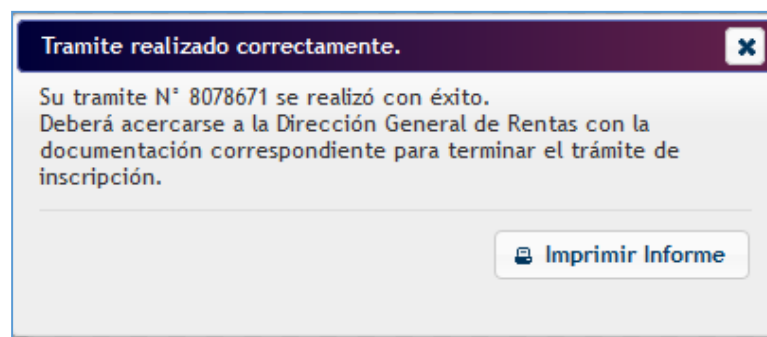 Tramite realizado correctamente.
Su tramite N° 8078671 se realizó con éxito.
Deberá acercarse a la Dirección General de Rentas con la
documentación correspondiente para terminar el trámite de
inscripción.
Imprimir Informe